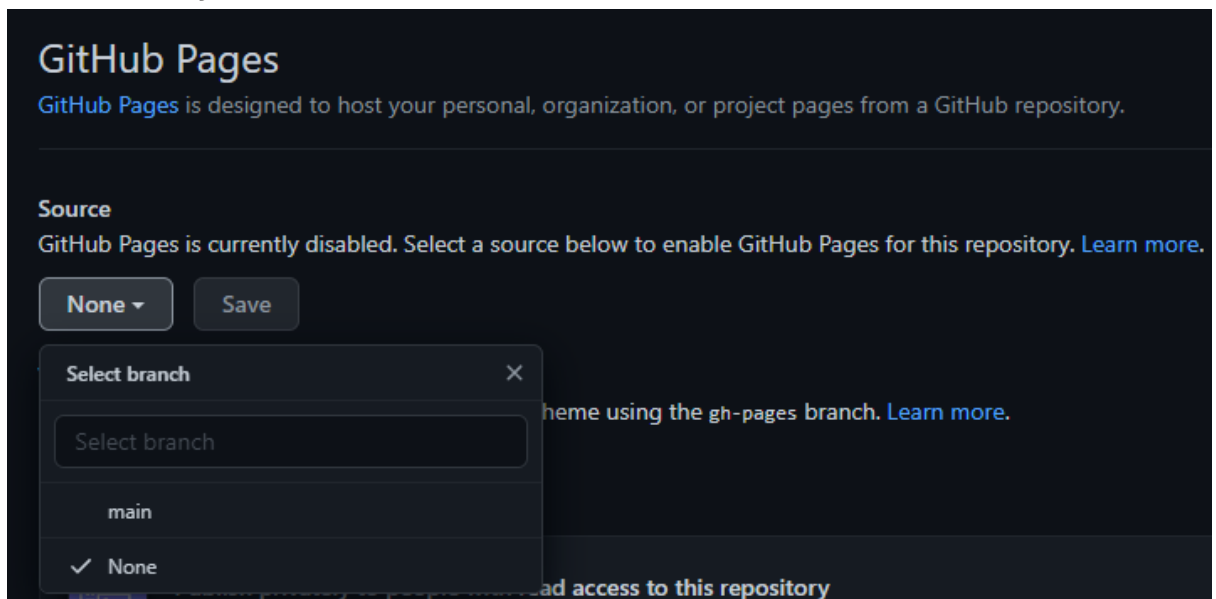 GitHub Pages
GitHub Pages is designed to host your personal, organization, or project pages from a GitHub repository.
Source
GitHub Pages is currently disabled. Select a source below to enable GitHub Pages for this repository. Learn more.
None Save
Select branch
heme using the gh-pages branch. Learn more.
Select branch
main
None
ad access to this repository